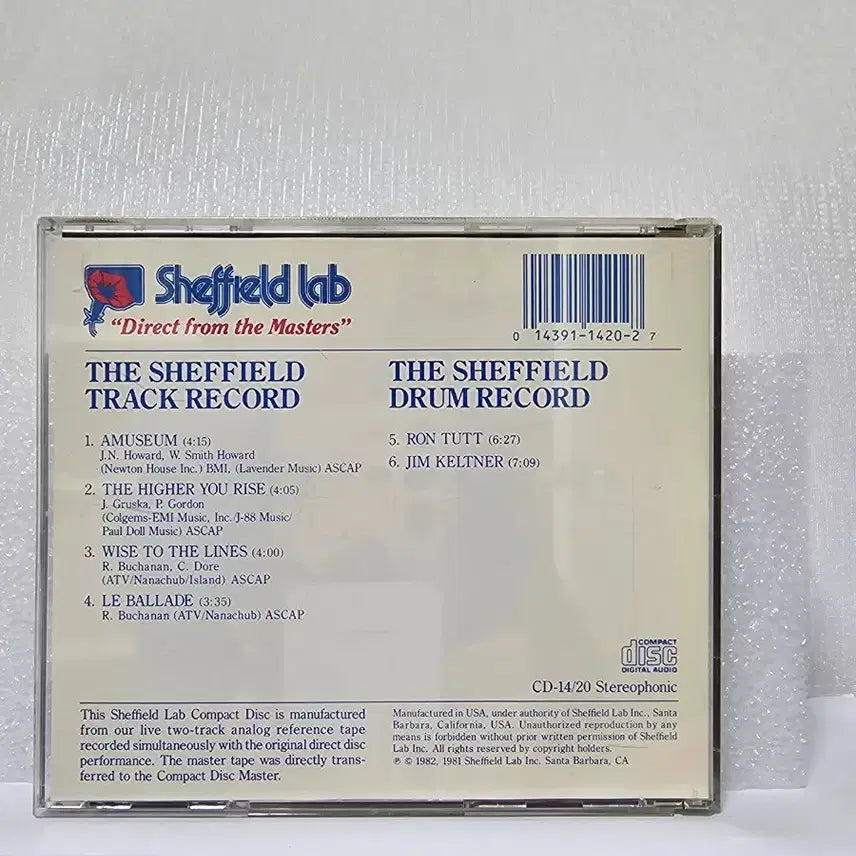 Sheffield Lab
"Direct from the Masters"
0 14391-1420-2 7
THE SHEFFIELD
TRACK RECORD
1. AMUSEUM (4:15)
J.N. Howard, W. Smith Howard
(Newton House Inc.) BMI, (Lavender Music) ASCAP
2. THE HIGHER YOU RISE (4:05)
J. Gruska, P. Gordon
(Colgems-EMI Music, Inc./J-88 Music/
Paul Doll Music) ASCAP
3. WISE TO THE LINES (4:00)
R. Buchanan, C. Dore
(ATV/Nanachub/Island) ASCAP
4. LE BALLADE (3:35)
R. Buchanan (ATV/Nanachub) ASCAP
THE SHEFFIELD
DRUM RECORD
5. RON TUTT (6:27)
6. JIM KELTNER (7:09)
COMPACT
disc
DIGITAL AUDIO
CD-14/20 Stereophonic
This Sheffield Lab Compact Disc is manufactured
from our live two-track analog reference tape
recorded simultaneously with the original direct disc
performance. The master tape was directly trans-
ferred to the Compact Disc Master.
Manufactured in USA, under authority of Sheffield Lab Inc., Santa
Barbara, California, USA. Unauthorized reproduction by any
means is forbidden without prior written permission of Sheffield
Lab Inc. All rights reserved by copyright holders.
℗ © 1982, 1981 Sheffield Lab Inc. Santa Barbara, CA